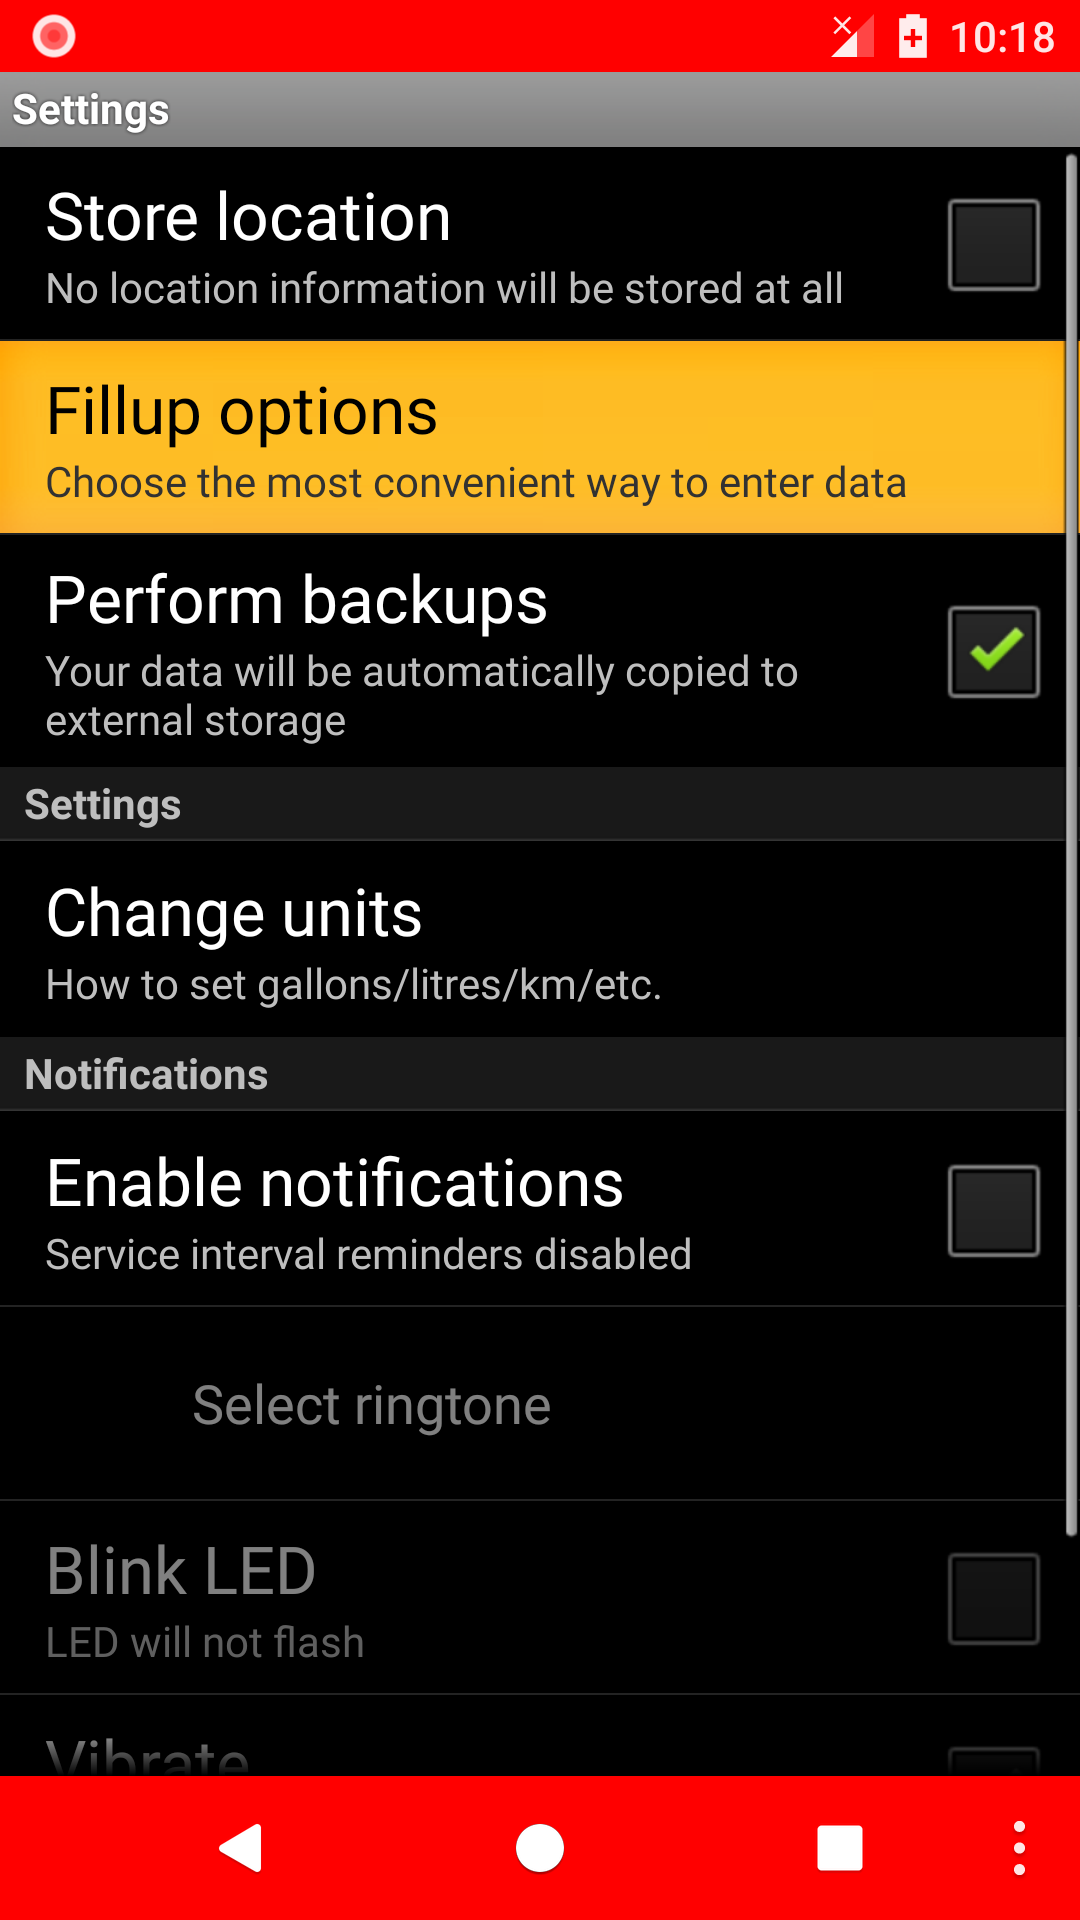 10:18
Settings
Store location
No location information will be stored at all
Fillup options
Choose the most convenient way to enter data
Perform backups
Your data will be automatically copied to
external storage
Settings
Change units
How to set gallons/litres/km/etc.
Notifications
Enable notifications
Service interval reminders disabled
Select ringtone
Blink LED
LED will not flash
Vibrate